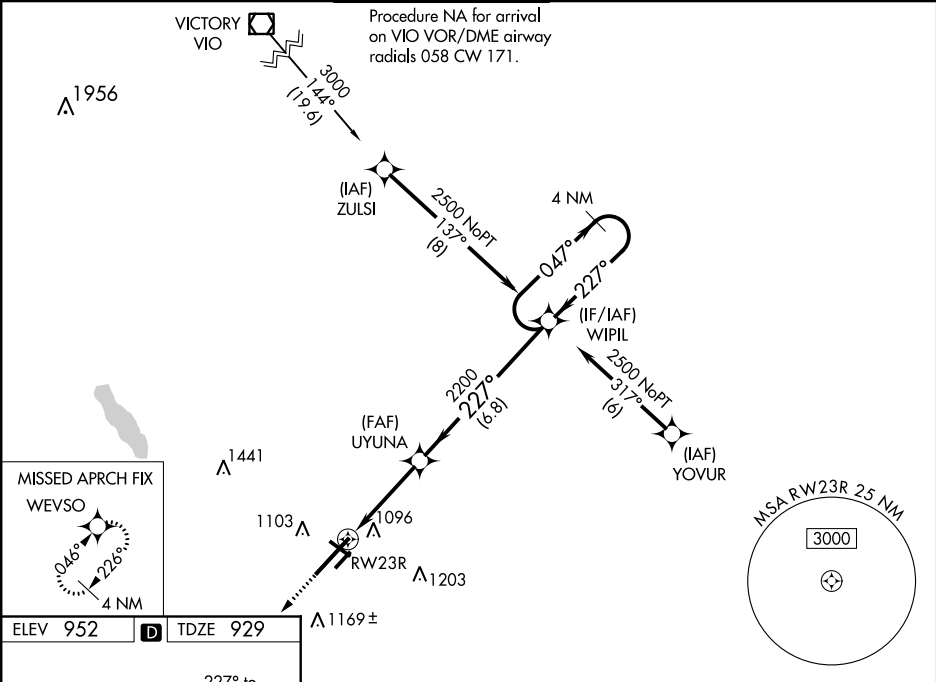 Procedure NA for arrival
on VIO VOR/DME airway
radials 058 CW 171.
VICTORY
VIO
3000
144°
(19.6)
1956
(IAF)
ZULSI
2500 NoPT
137°
(8)
4 NM
047°
227°
(IF/IAF)
WIPIL
2500 NoPT
317°
(6)
(IAF)
YOVUR
2200
227°
(6.8)
(FAF)
UYUNA
1441
1103
1096
RW23R
1203
1169±
MISSED APRCH FIX
WEVSO
046°
226°
4 NM
MSA RW23R 25 NM
3000
ELEV 952 D TDZE 929
227° to